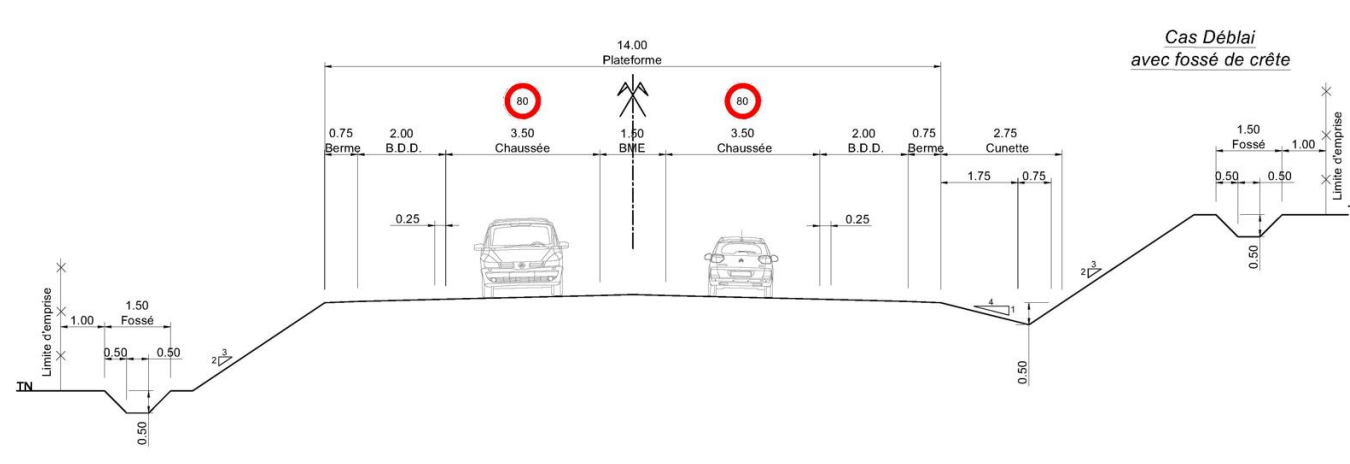 Cas Déblai
avec fossé de crête
14.00
Plateforme
80
80
0.75
Berme
2.00
B.D.D.
3.50
Chaussée
1.50
BME
3.50
Chaussée
2.00
B.D.D.
0.75
Berme
2.75
Cunette
1.50
Fossé
1.00
Limite d'emprise
1.75
0.75
0.50
0.50
0.25
0.25
0.50
2
3
4
1
0.50
Limite d'emprise
1.00
1.50
Fossé
0.50
0.50
2
3
TN
0.50